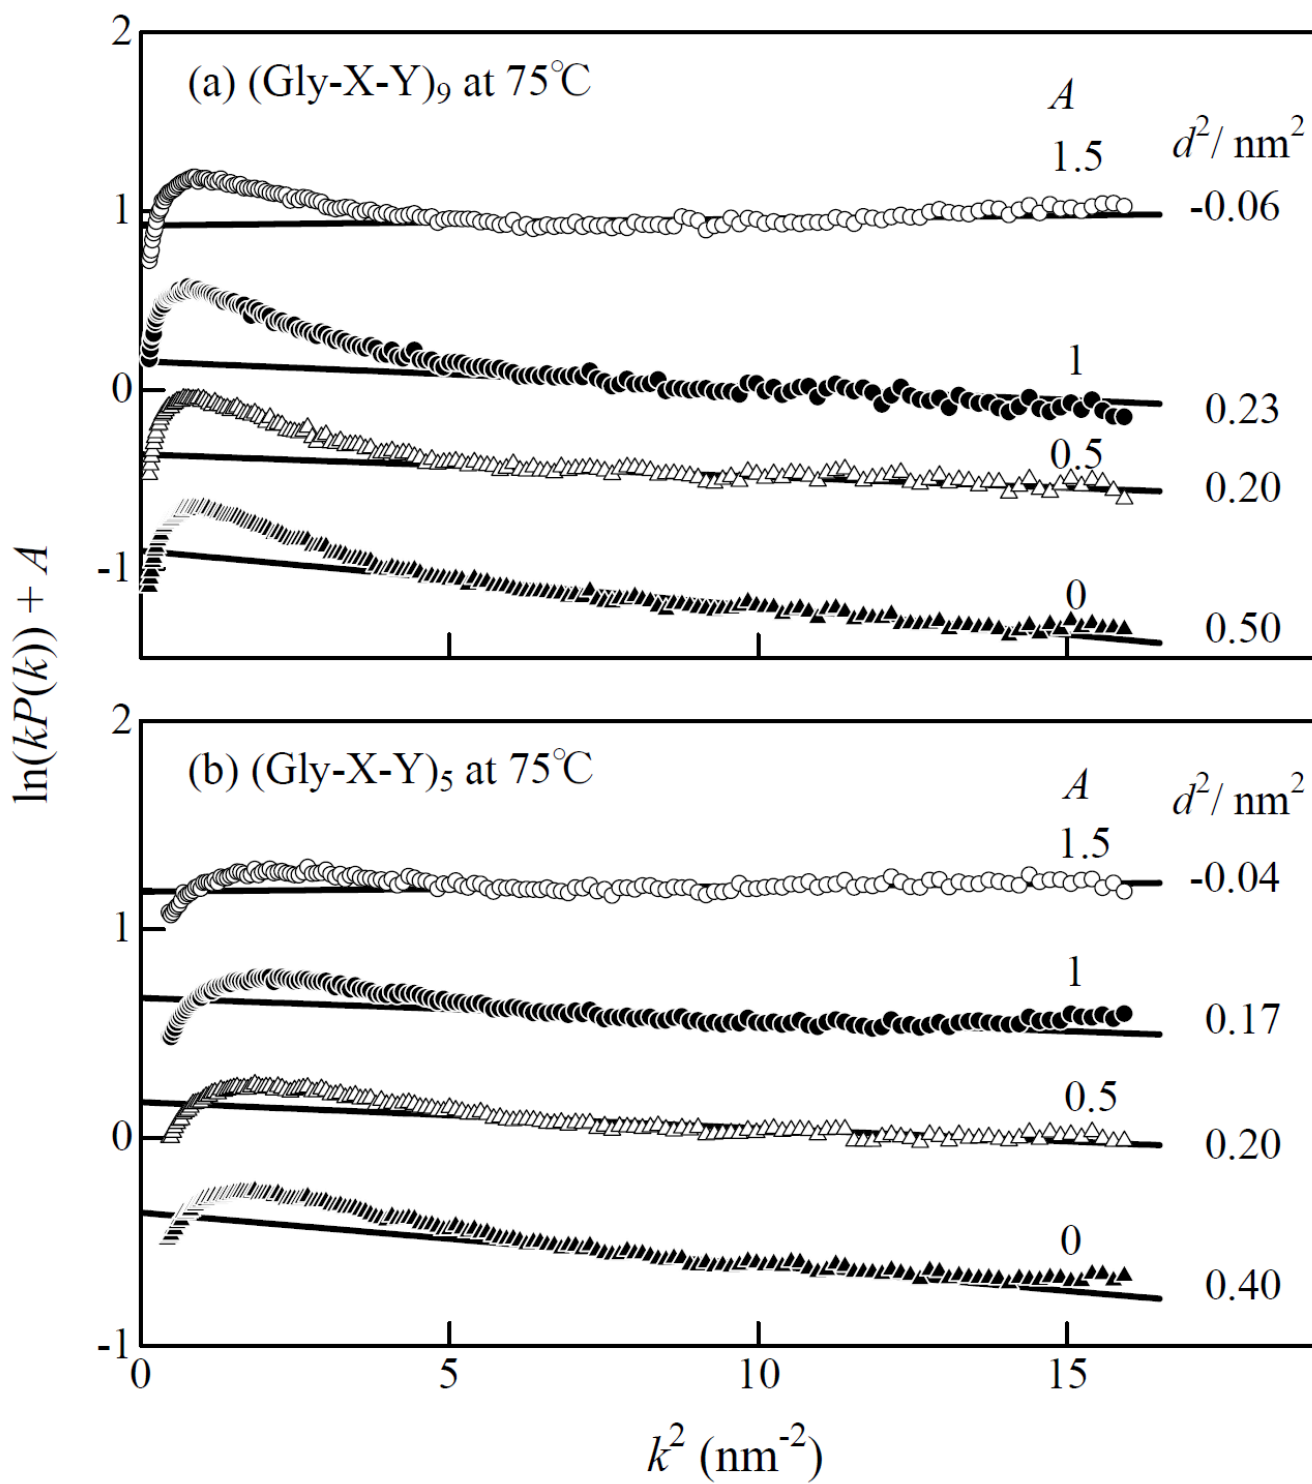 2
(a) (Gly-X-Y)₉ at 75℃
A
d²/ nm²
1.5
1
-0.06
1
0
0.23
0.5
0.20
-1
0
0.50
ln(kP(k)) + A
2
(b) (Gly-X-Y)₅ at 75℃
A
d²/ nm²
1.5
-0.04
1
1
0.17
0.5
0
0.20
0
0.40
-1
0 5 10 15
k² (nm⁻²)